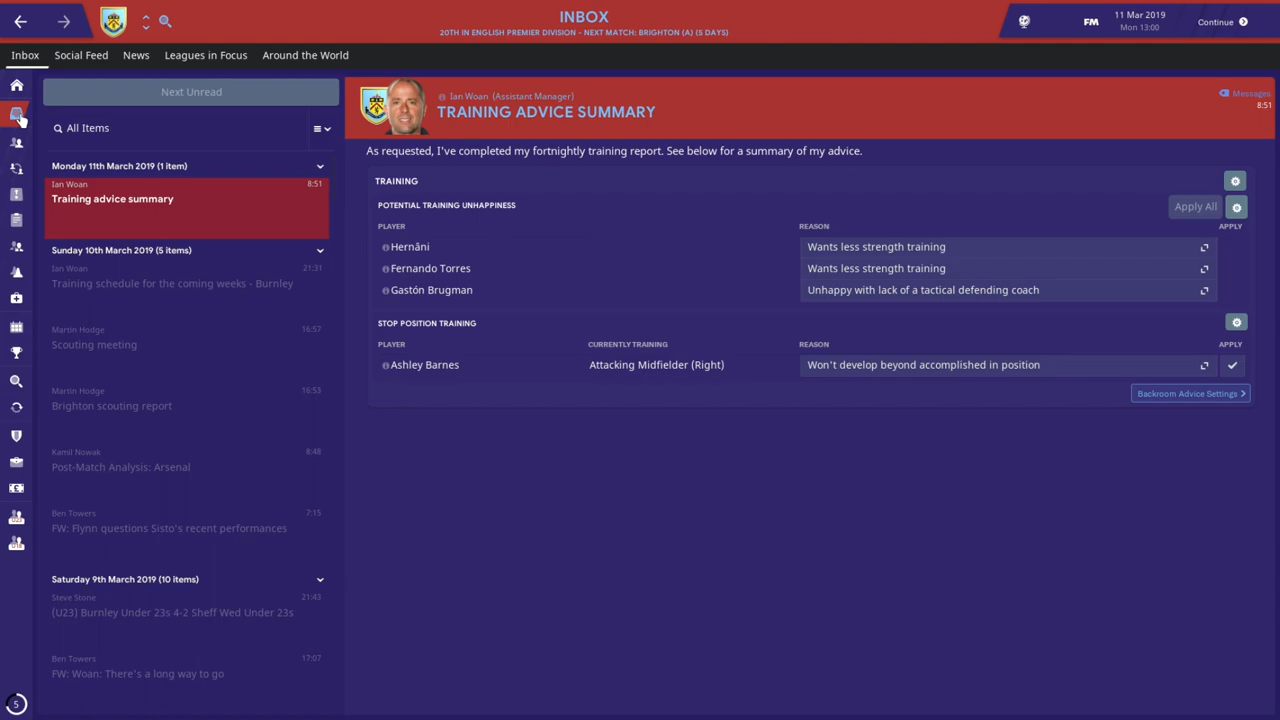 INBOX
20TH IN ENGLISH PREMIER DIVISION - NEXT MATCH: BRIGHTON (A) (5 DAYS)
FM
11 Mar 2019
Mon 13:00
Continue
Inbox
Social Feed
News
Leagues in Focus
Around the World
Next Unread
All Items
Monday 11th March 2019 (1 item)
Ian Woan 8:51
Training advice summary
Sunday 10th March 2019 (5 items)
Ian Woan 21:31
Training schedule for the coming weeks - Burnley
Martin Hodge 16:57
Scouting meeting
Martin Hodge 16:53
Brighton scouting report
Kamil Nowak 8:48
Post-Match Analysis: Arsenal
Ben Towers 7:15
FW: Flynn questions Sisto's recent performances
Saturday 9th March 2019 (10 items)
Steve Stone 21:43
(U23) Burnley Under 23s 4-2 Sheff Wed Under 23s
Ben Towers 17:07
FW: Woan: There's a long way to go
U23
U18
5
Ian Woan (Assistant Manager)
TRAINING ADVICE SUMMARY
Messages
8:51
As requested, I've completed my fortnightly training report. See below for a summary of my advice.
TRAINING
POTENTIAL TRAINING UNHAPPINESS
Apply All
PLAYER REASON APPLY
Hernâni Wants less strength training
Fernando Torres Wants less strength training
Gastón Brugman Unhappy with lack of a tactical defending coach
STOP POSITION TRAINING
PLAYER CURRENTLY TRAINING REASON APPLY
Ashley Barnes Attacking Midfielder (Right) Won't develop beyond accomplished in position
Backroom Advice Settings